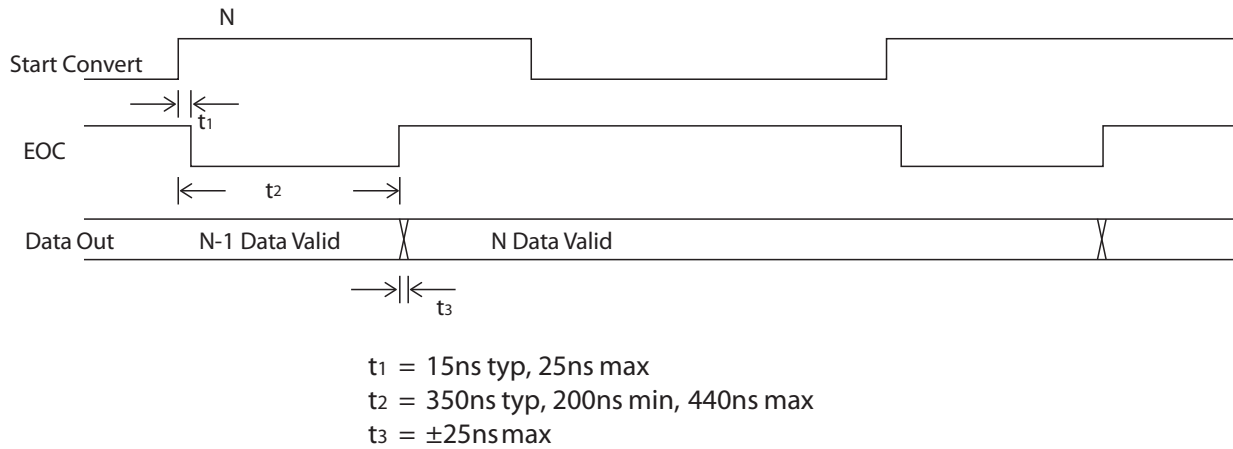 N
Start Convert
t1
EOC
t2
Data Out
N-1 Data Valid
N Data Valid
t3
t1 = 15ns typ, 25ns max
t2 = 350ns typ, 200ns min, 440ns max
t3 = ±25ns max